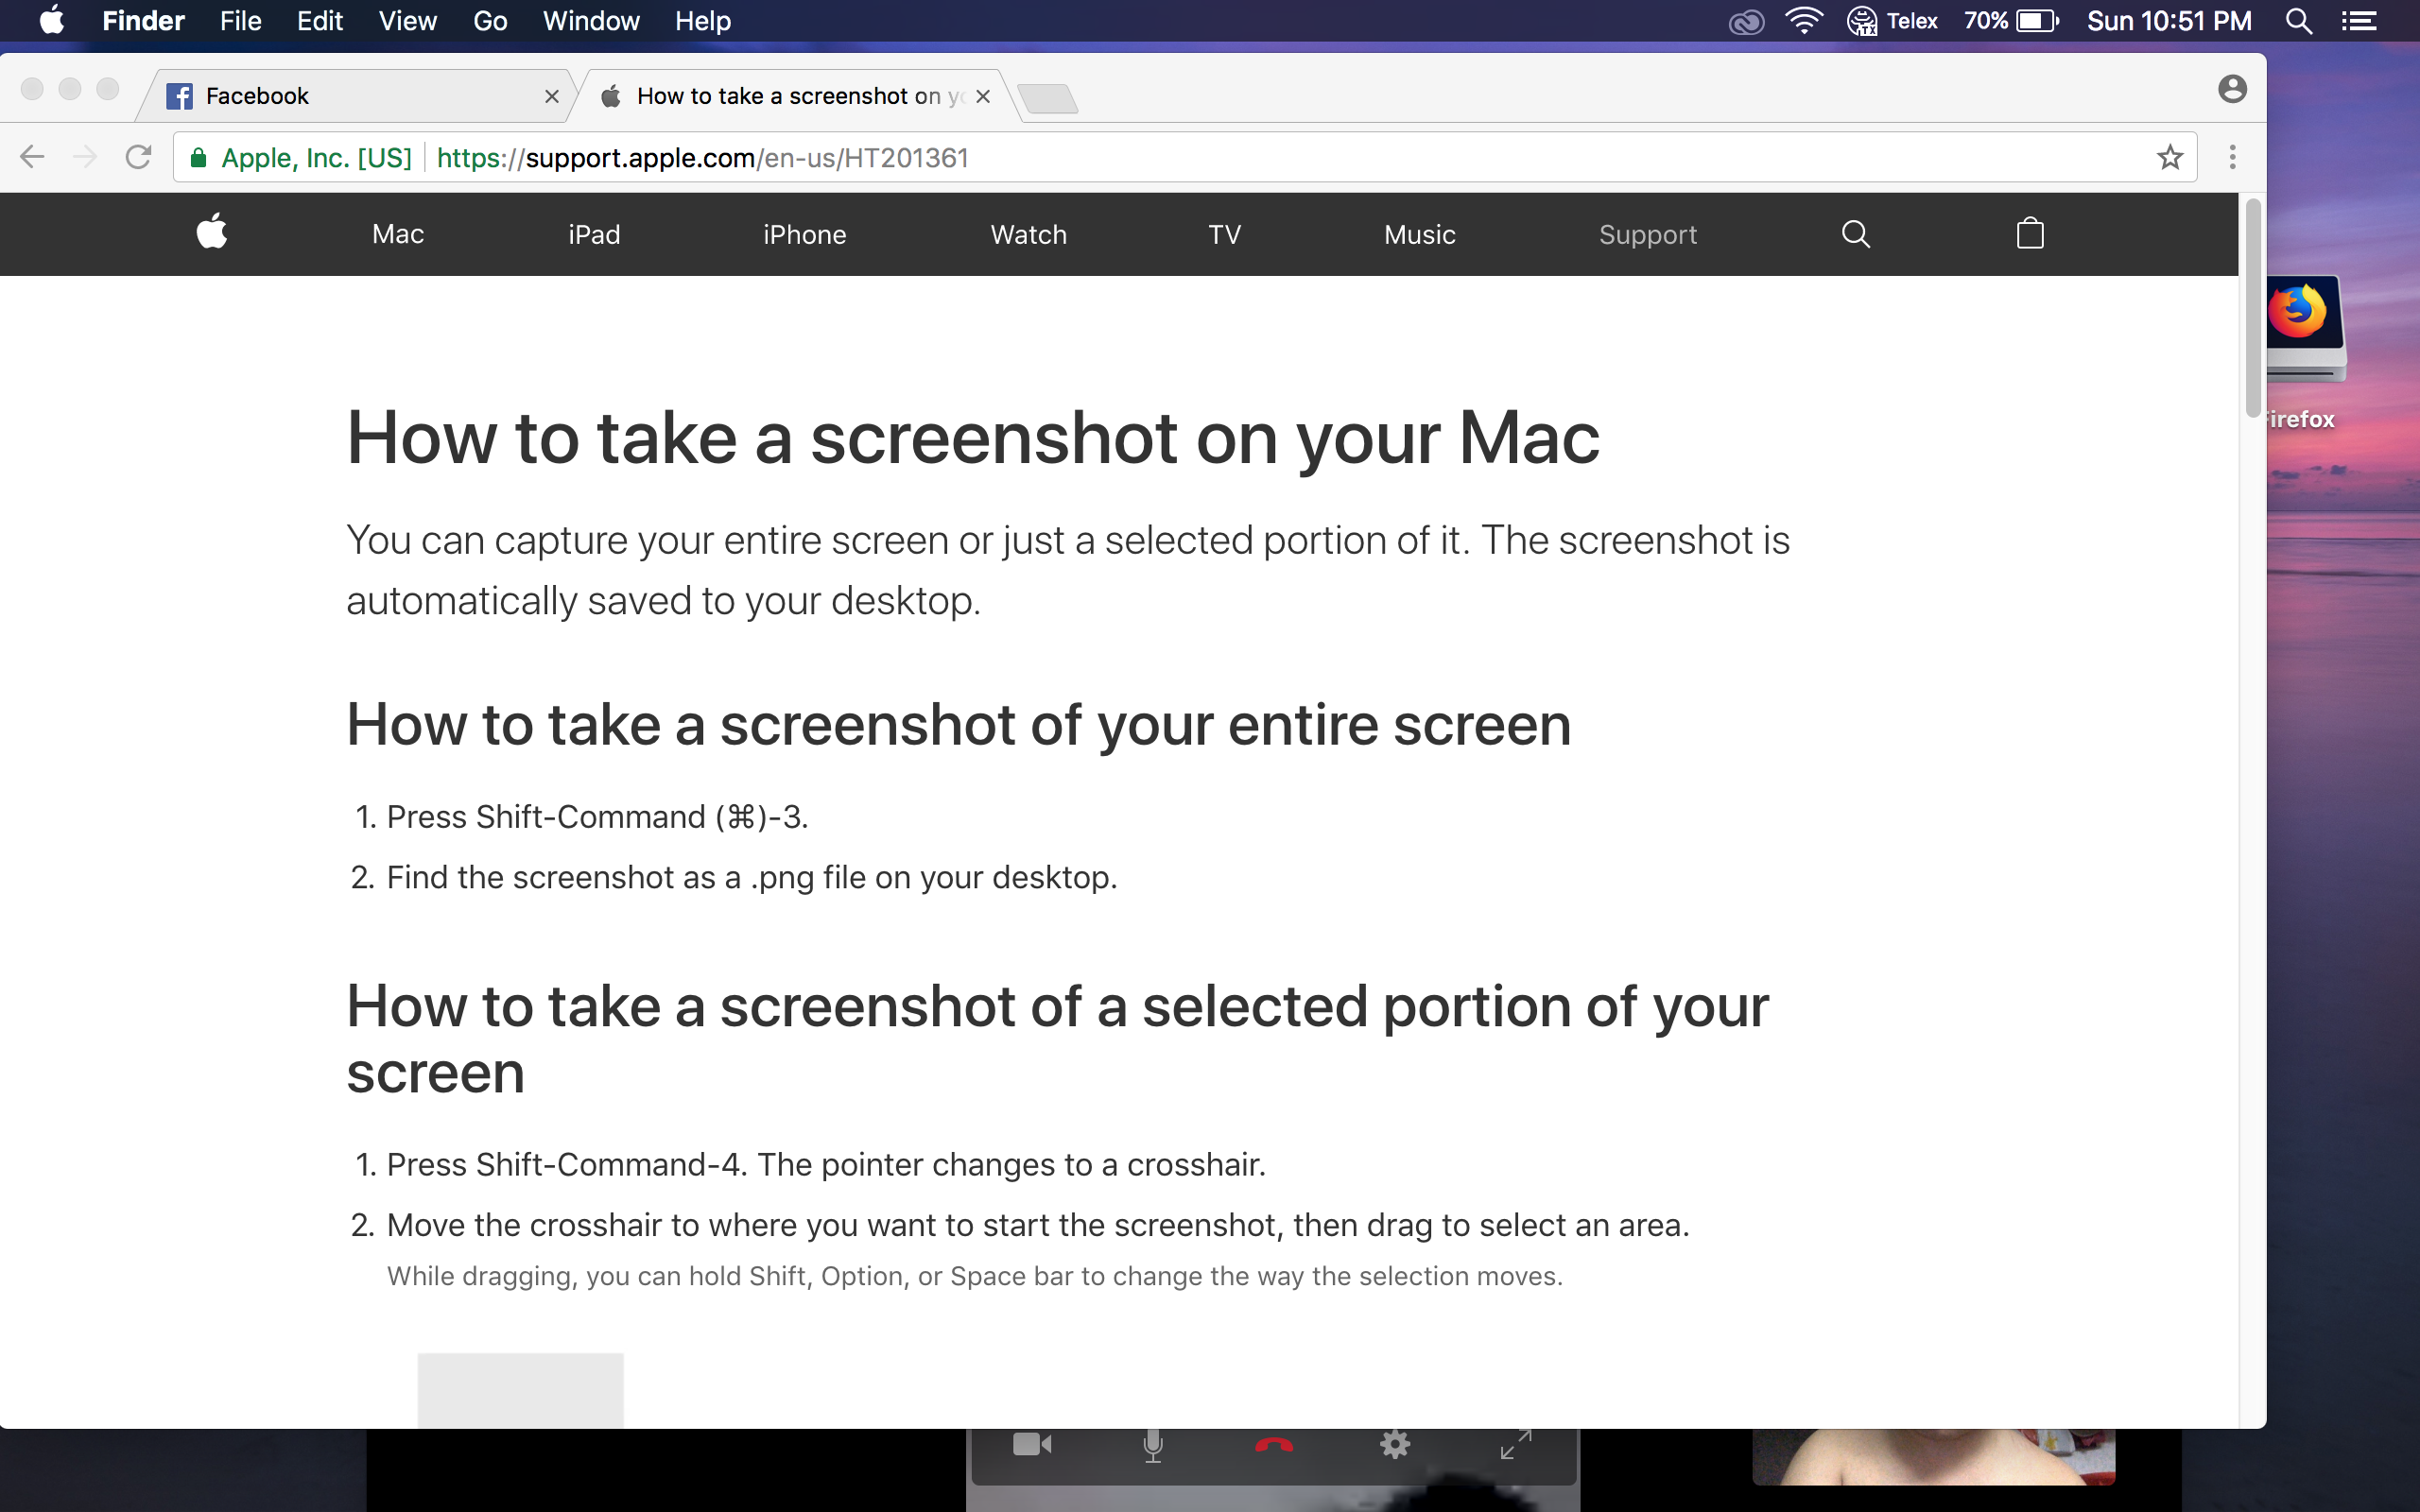 Finder File Edit View Go Window Help Telex 70% Sun 10:51 PM
Facebook How to take a screenshot on yo
Apple, Inc. [US] https://support.apple.com/en-us/HT201361
Mac iPad iPhone Watch TV Music Support
How to take a screenshot on your Mac
irefox
You can capture your entire screen or just a selected portion of it. The screenshot is
automatically saved to your desktop.
How to take a screenshot of your entire screen
1. Press Shift-Command (⌘)-3.
2. Find the screenshot as a .png file on your desktop.
How to take a screenshot of a selected portion of your
screen
1. Press Shift-Command-4. The pointer changes to a crosshair.
2. Move the crosshair to where you want to start the screenshot, then drag to select an area.
While dragging, you can hold Shift, Option, or Space bar to change the way the selection moves.